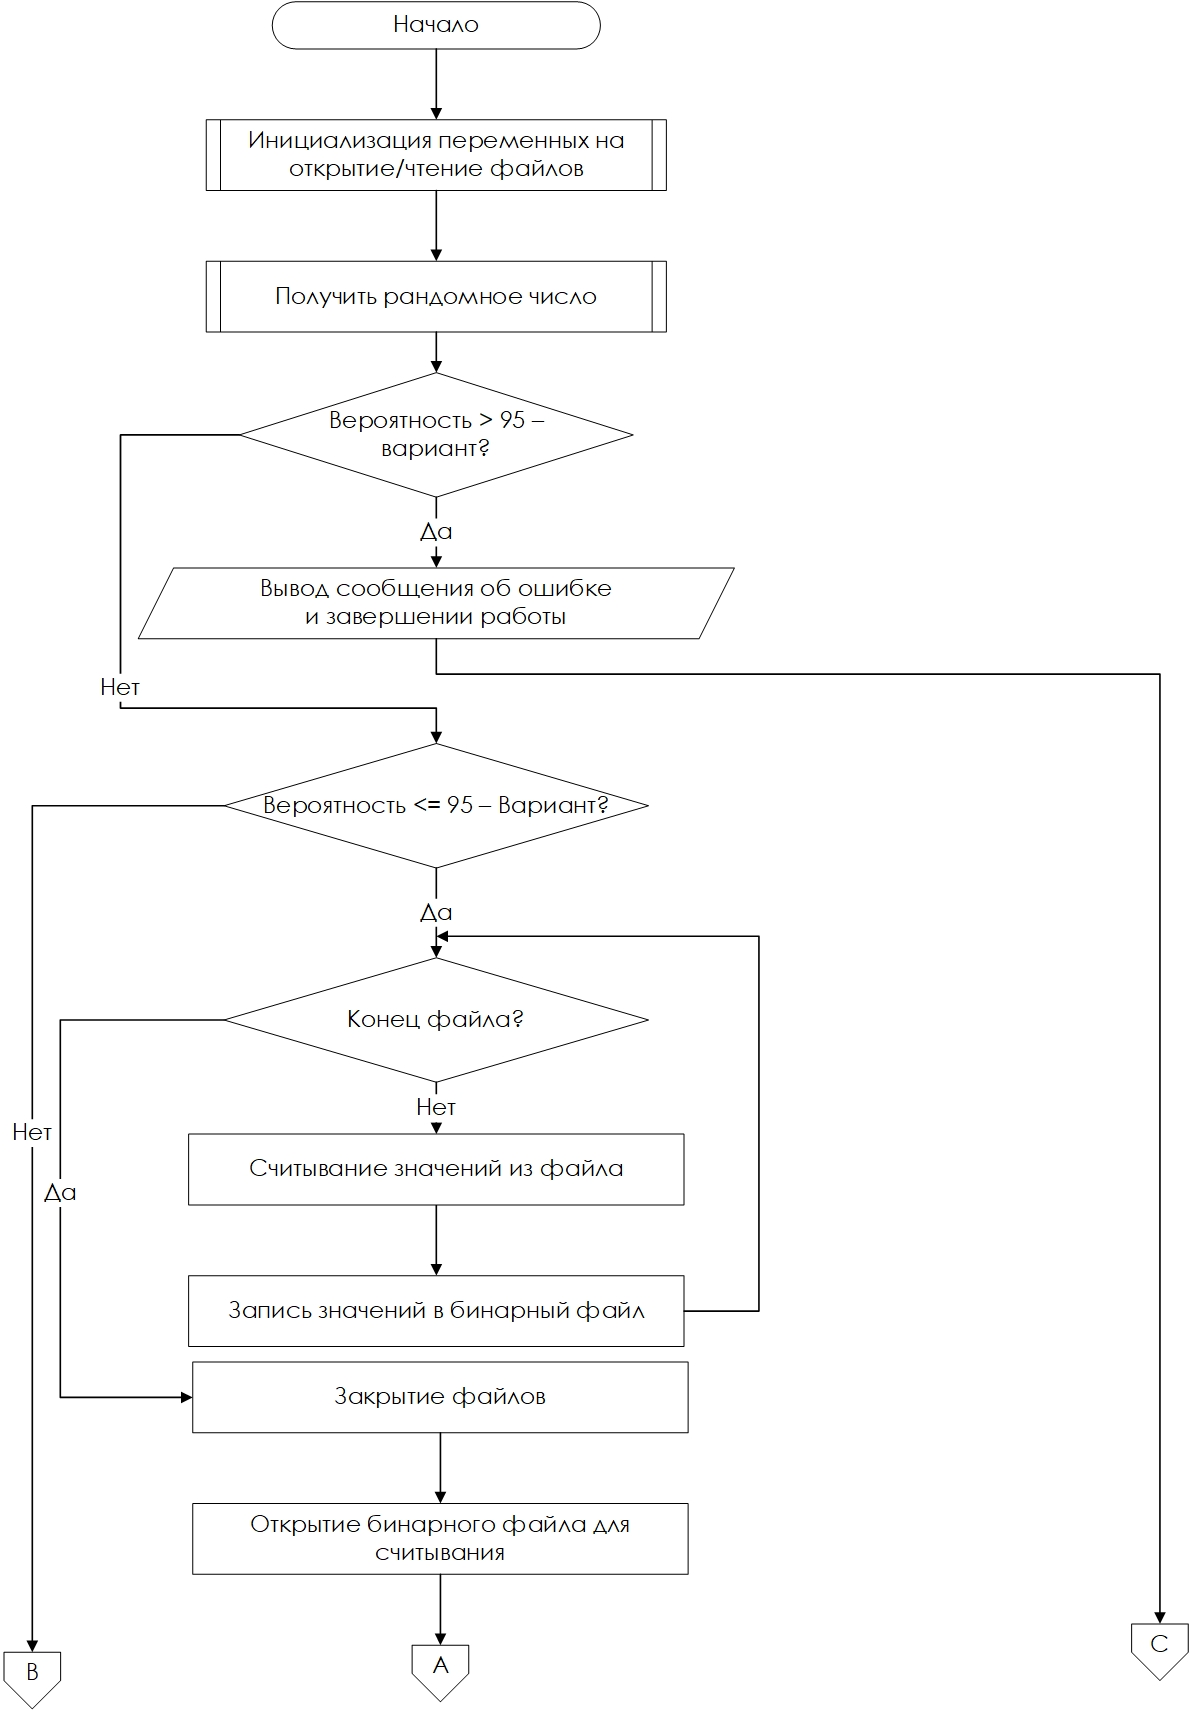 Начало
Инициализация переменных на
открытие/чтение файлов
Получить рандомное число
Вероятность > 95 –
вариант?
Да
Вывод сообщения об ошибке
и завершении работы
Нет
Вероятность <= 95 – Вариант?
Да
Конец файла?
Нет
Нет
Считывание значений из файла
Да
Запись значений в бинарный файл
Закрытие файлов
Открытие бинарного файла для
считывания
B
A
C